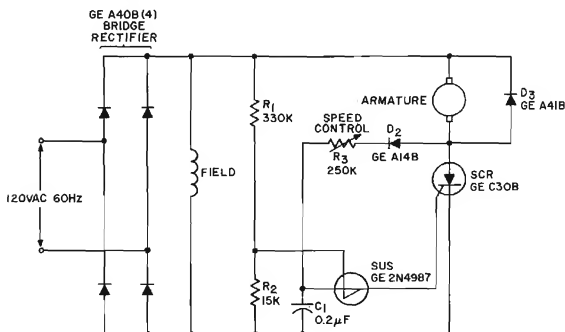 GE A40B(4)
BRIDGE
RECTIFIER
120VAC 60Hz
FIELD
R1
330K
R2
15K
SPEED
CONTROL
R3
250K
D2
GE A14B
C1
0.2µF
SUS
GE 2N4987
ARMATURE
SCR
GE C30B
D3
GE A41B